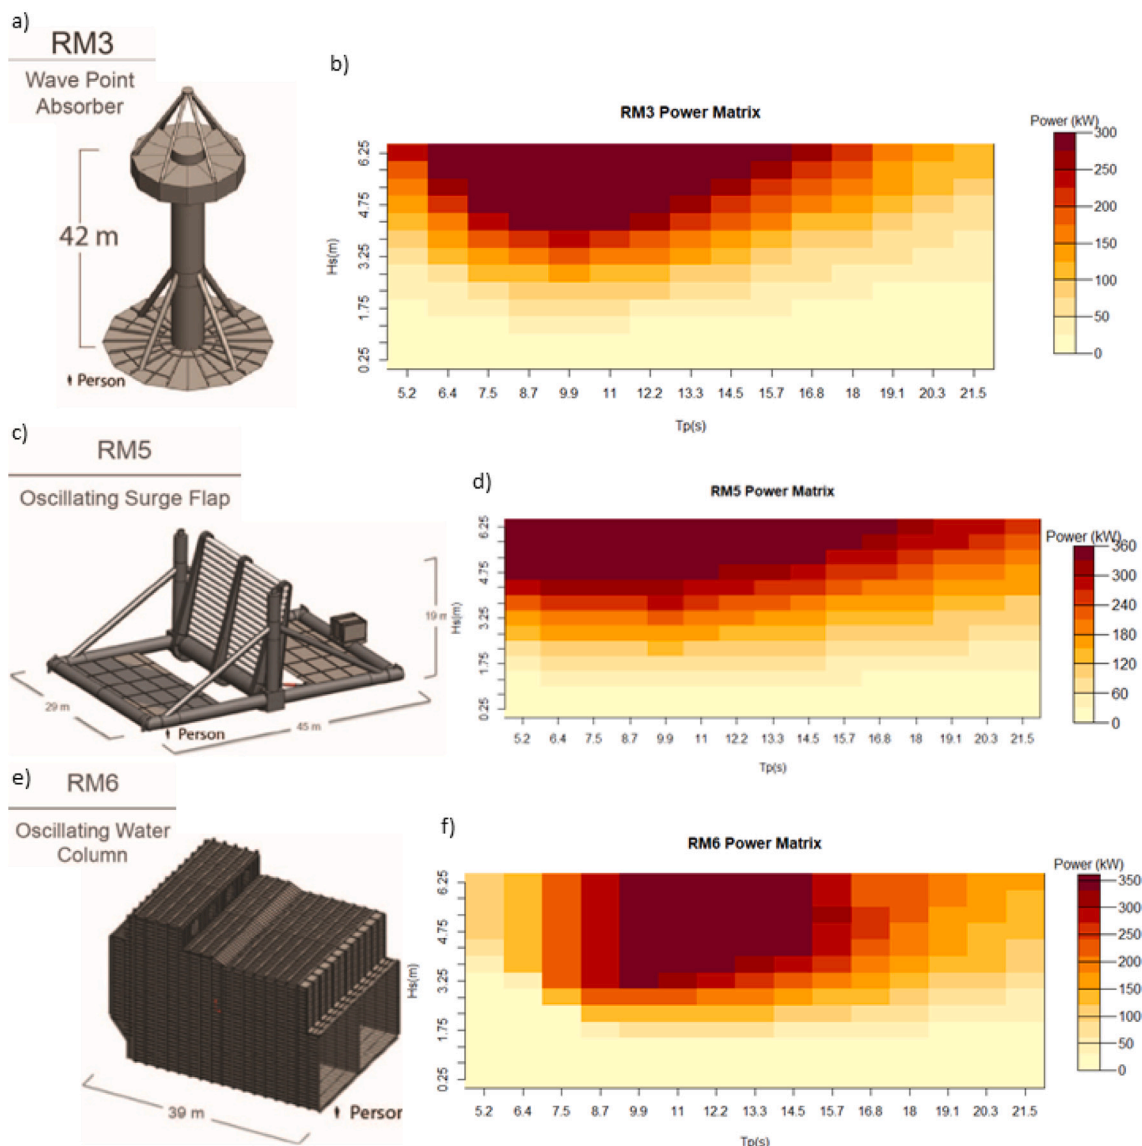 a)
RM3
Wave Point
Absorber
42 m
Person
b)
RM3 Power Matrix
Power (kW)
300
250
200
150
100
50
0
Hs(m)
6.25
4.75
3.25
1.75
0.25
5.2 6.4 7.5 8.7 9.9 11 12.2 13.3 14.5 15.7 16.8 18 19.1 20.3 21.5
Tp(s)
c)
RM5
Oscillating Surge Flap
19 m
29 m
45 m
Person
d)
RM5 Power Matrix
Power (kW)
360
300
240
180
120
60
0
Hs(m)
6.25
4.75
3.25
1.75
0.25
5.2 6.4 7.5 8.7 9.9 11 12.2 13.3 14.5 15.7 16.8 18 19.1 20.3 21.5
Tp(s)
e)
RM6
Oscillating Water
Column
39 m
Person
f)
RM6 Power Matrix
Power (kW)
350
300
250
200
150
100
50
0
Hs(m)
6.25
4.75
3.25
1.75
0.25
5.2 6.4 7.5 8.7 9.9 11 12.2 13.3 14.5 15.7 16.8 18 19.1 20.3 21.5
Tp(s)